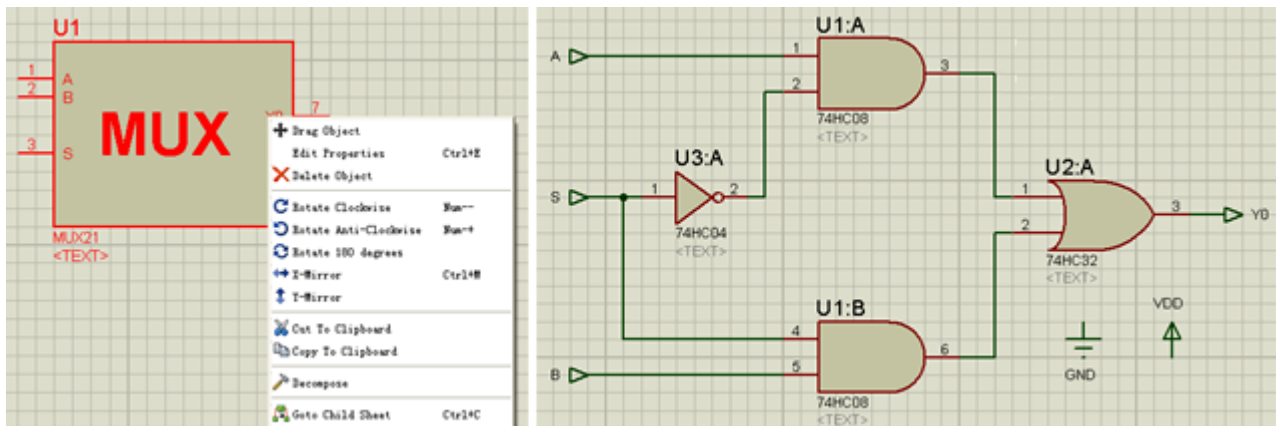 U1
1
A
2
B
MUX
7
3
S
MUX21
<TEXT>
Drag Object
Edit Properties Ctrl+E
Delete Object
Rotate Clockwise Num--
Rotate Anti-Clockwise Num-+
Rotate 180 degrees
X-Mirror Ctrl+M
Y-Mirror
Cut To Clipboard
Copy To Clipboard
Decompose
Goto Child Sheet Ctrl+C
U1:A
A
1
2
3
74HC08
<TEXT>
U3:A
S
1
2
74HC04
<TEXT>
U2:A
1
2
3
Y0
74HC32
<TEXT>
U1:B
4
B
5
6
74HC08
<TEXT>
GND
VDD